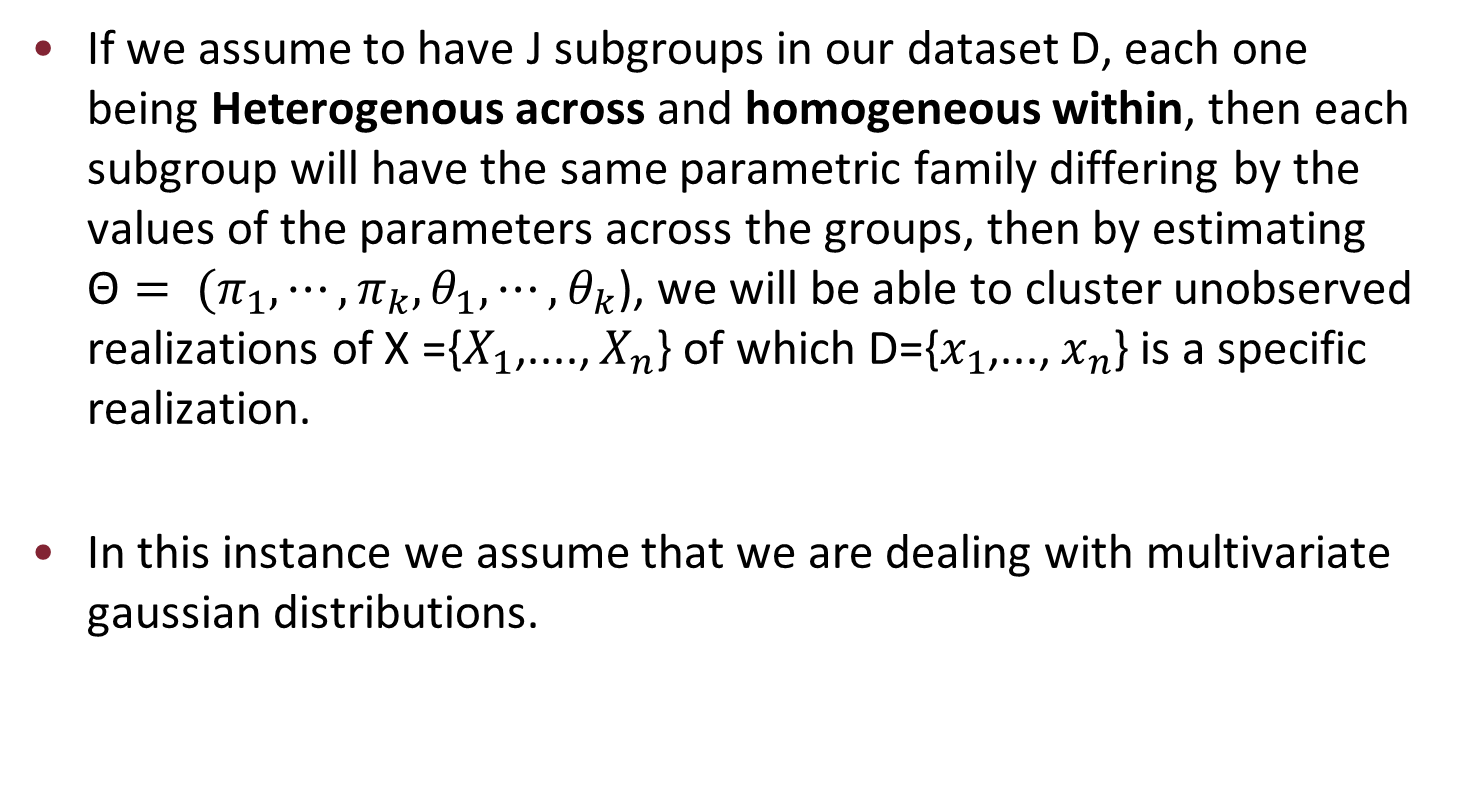 • If we assume to have J subgroups in our dataset D, each one
being Heterogenous across and homogeneous within, then each
subgroup will have the same parametric family differing by the
values of the parameters across the groups, then by estimating
Θ = (π₁, ⋯ , πₖ, θ₁, ⋯ , θₖ), we will be able to cluster unobserved
realizations of X ={X₁,...., Xₙ} of which D={x₁,..., xₙ} is a specific
realization.
• In this instance we assume that we are dealing with multivariate
gaussian distributions.